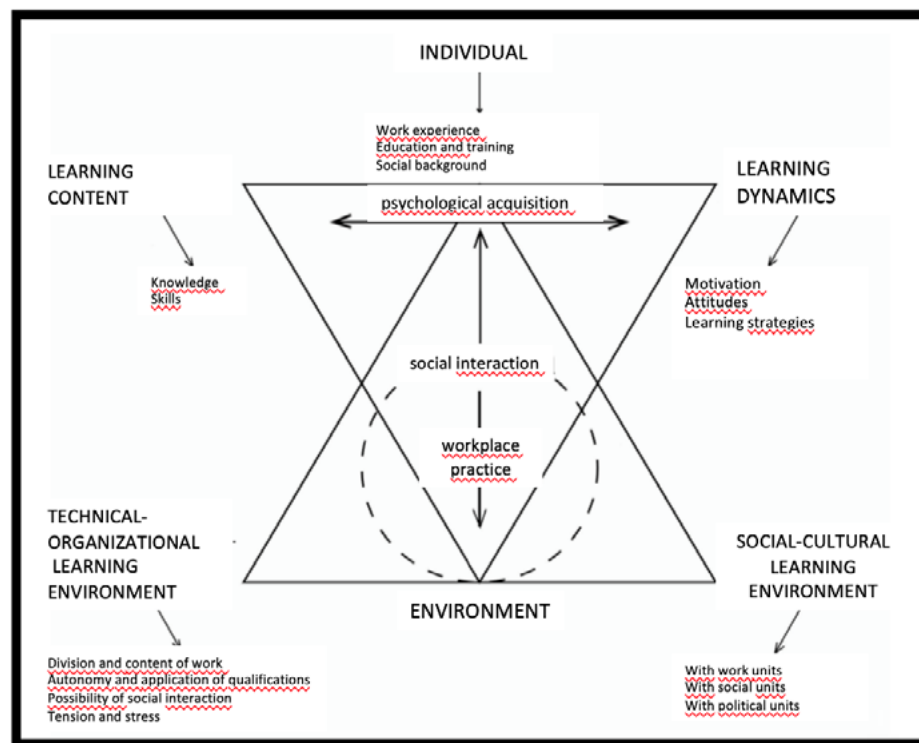 INDIVIDUAL
Work experience
Education and training
Social background
LEARNING
CONTENT
LEARNING
DYNAMICS
psychological acquisition
Knowledge
Skills
Motivation
Attitudes
Learning strategies
social interaction
workplace
practice
TECHNICAL-
ORGANIZATIONAL
LEARNING
ENVIRONMENT
SOCIAL-CULTURAL
LEARNING
ENVIRONMENT
ENVIRONMENT
Division and content of work
Autonomy and application of qualifications
Possibility of social interaction
Tension and stress
With work units
With social units
With political units